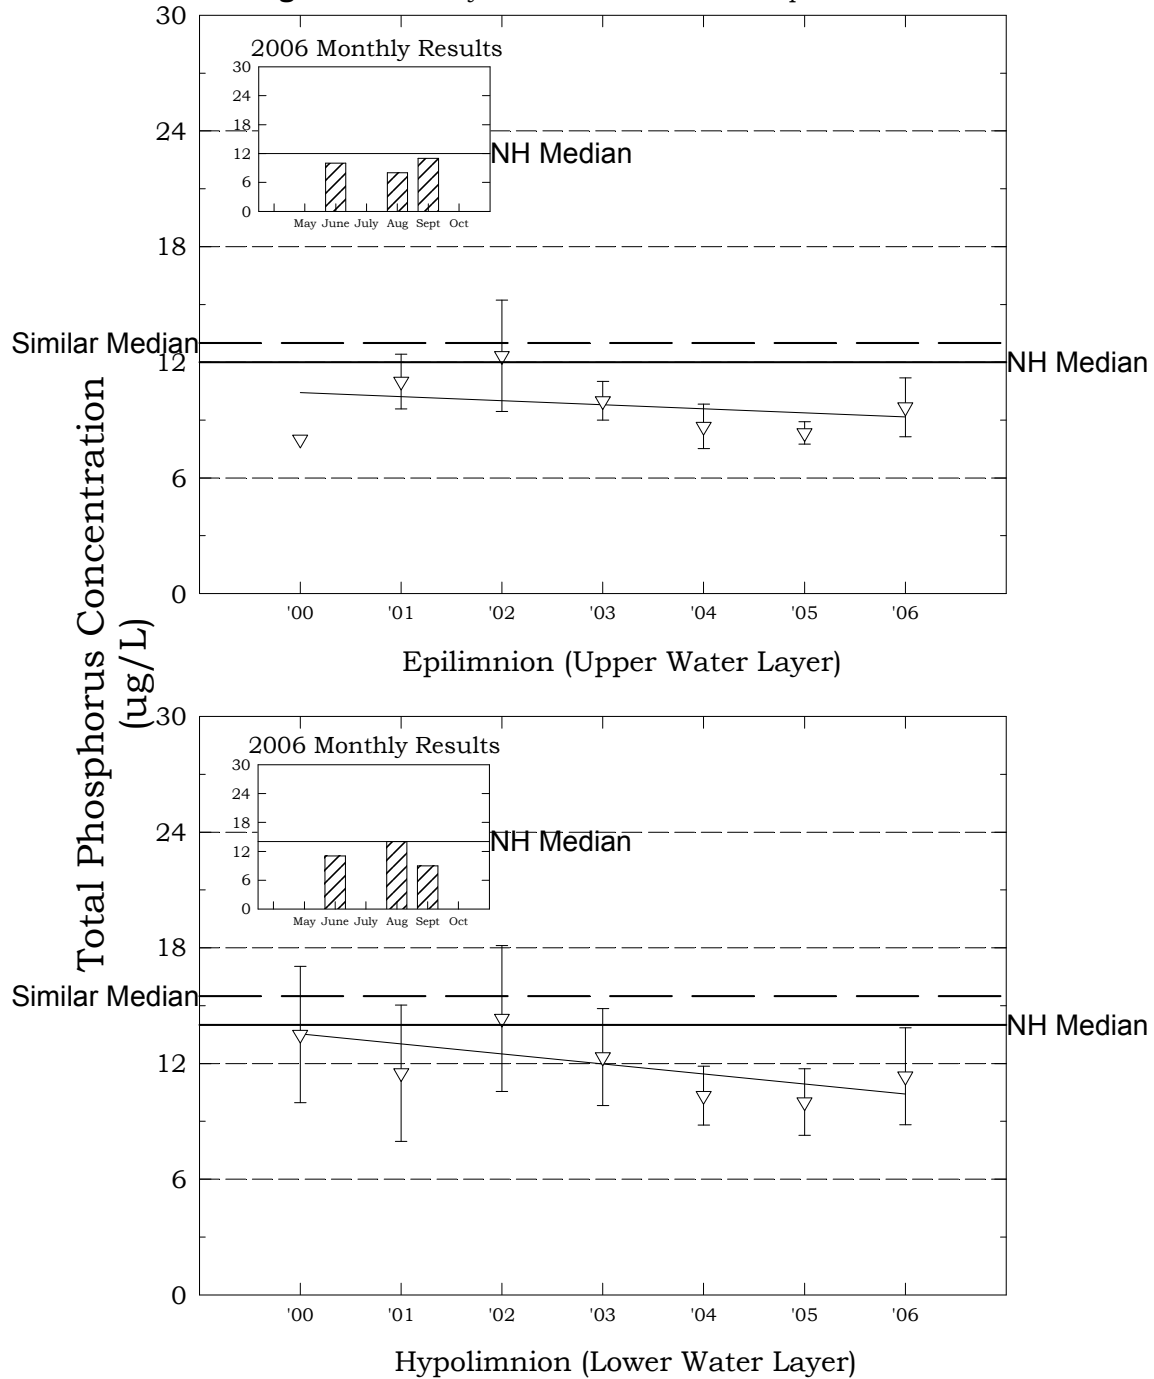 2006 Monthly Results
30
24
18
12
6
0
May June July Aug Sept Oct
NH Median
30
24
18
12
6
0
Similar Median
NH Median
'00 '01 '02 '03 '04 '05 '06
Epilimnion (Upper Water Layer)
Total Phosphorus Concentration
(ug/L)
2006 Monthly Results
30
24
18
12
6
0
May June July Aug Sept Oct
NH Median
30
24
18
12
6
0
Similar Median
NH Median
'00 '01 '02 '03 '04 '05 '06
Hypolimnion (Lower Water Layer)